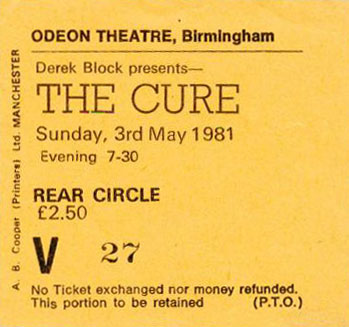 ODEON THEATRE, Birmingham
Derek Block presents—
THE CURE
Sunday, 3rd May 1981
Evening 7-30
REAR CIRCLE
£2.50
V 27
No Ticket exchanged nor money refunded.
This portion to be retained (P.T.O.)
A. B. Cooper (Printers) Ltd. MANCHESTER